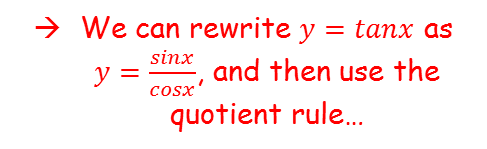 → We can rewrite y = tanx as
y = sinx/cosx, and then use the
quotient rule...